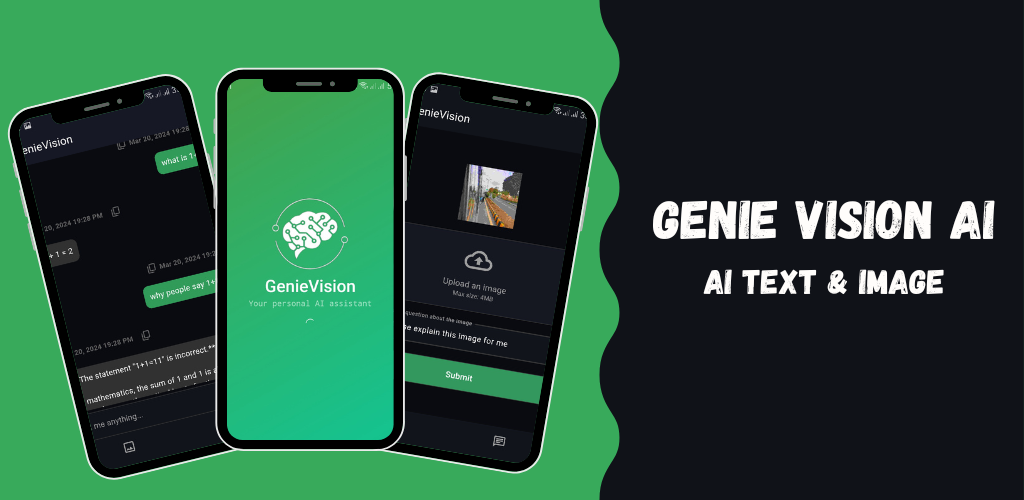 enieVision
Mar 20, 2024 19:28
what is 1+
20, 2024 19:28 PM
+ 1 = 2
Mar 20, 2024 19:28
why people say 1+1
20, 2024 19:28 PM
The statement "1+1=11" is incorrect.**
mathematics, the sum of 1 and 1 is a
me anything...
GenieVision
Your personal AI assistant
enieVision
Upload an image
Max size: 4MB
question about the image
se explain this image for me
Submit
GENIE VISION AI
AI TEXT & IMAGE